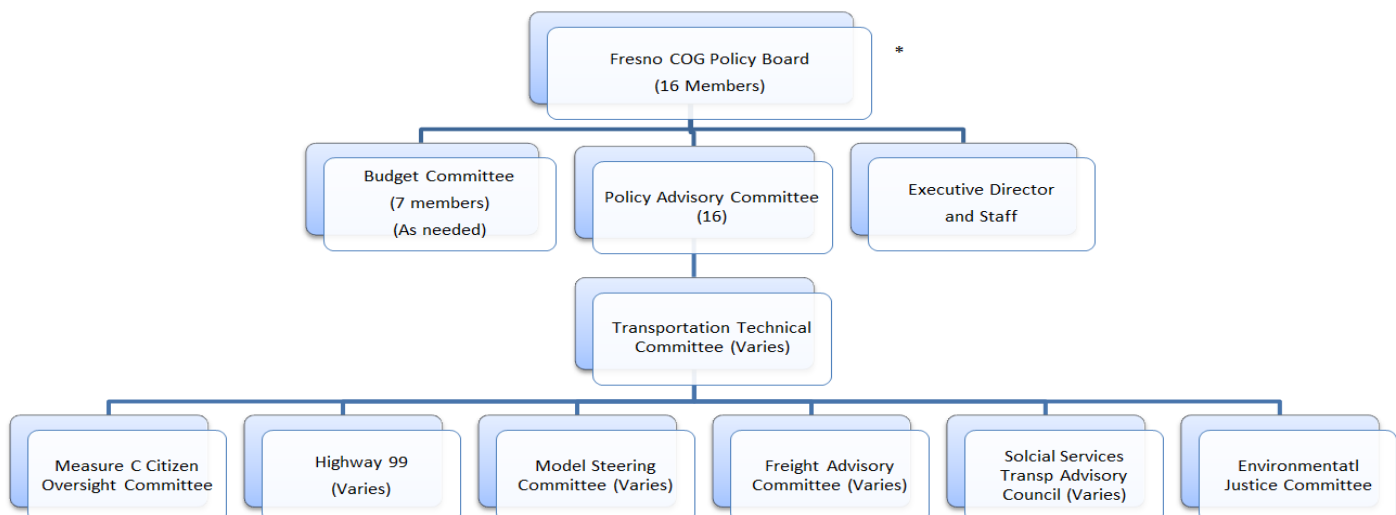 Fresno COG Policy Board
(16 Members)
*
Budget Committee
(7 members)
(As needed)
Policy Advisory Committee
(16)
Executive Director
and Staff
Transportation Technical
Committee (Varies)
Measure C Citizen
Oversight Committee
Highway 99
(Varies)
Model Steering
Committee (Varies)
Freight Advisory
Committee (Varies)
Solcial Services
Transp Advisory
Council (Varies)
Environmentatl
Justice Committee